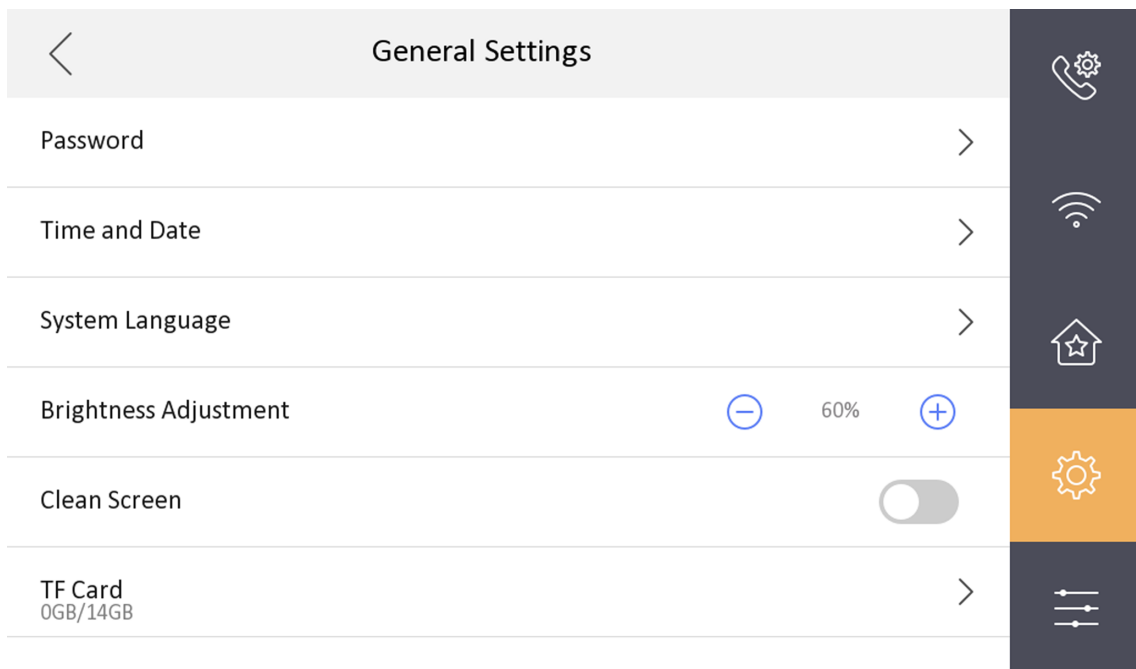 General Settings
Password
Time and Date
System Language
Brightness Adjustment 60%
Clean Screen
TF Card
0GB/14GB